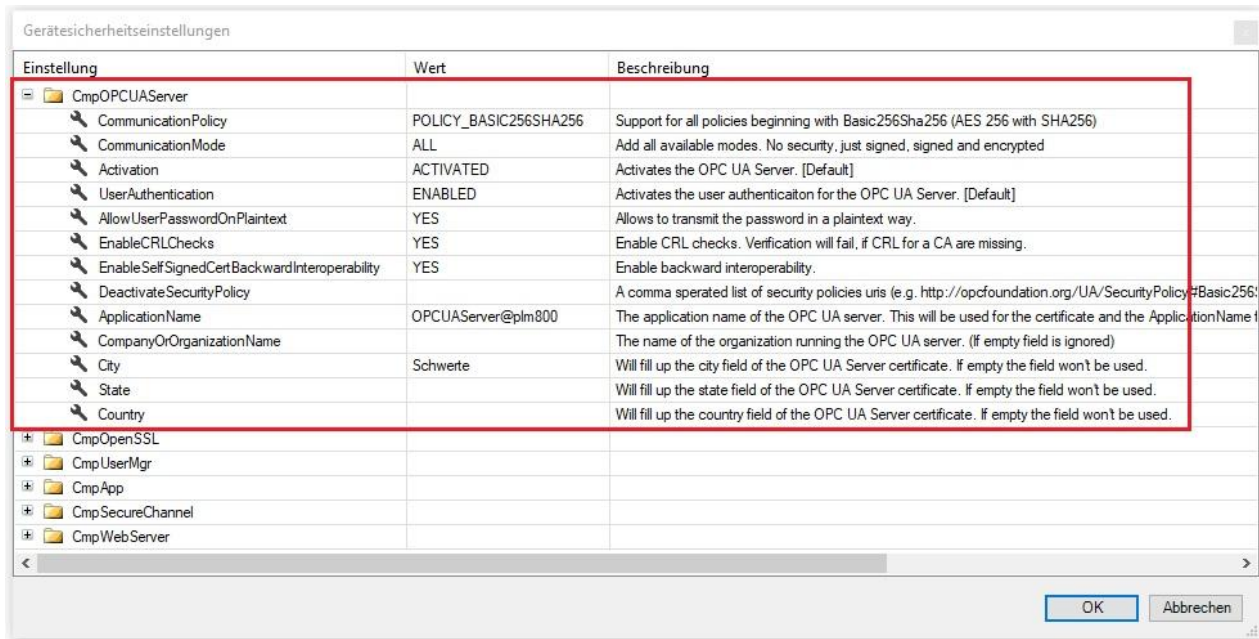 Gerätesicherheitseinstellungen
Einstellung Wert Beschreibung
CmpOPCUAServer
CommunicationPolicy POLICY_BASIC256SHA256 Support for all policies beginning with Basic256Sha256 (AES 256 with SHA256)
CommunicationMode ALL Add all available modes. No security, just signed, signed and encrypted
Activation ACTIVATED Activates the OPC UA Server. [Default]
UserAuthentication ENABLED Activates the user authenticaiton for the OPC UA Server. [Default]
AllowUserPasswordOnPlaintext YES Allows to transmit the password in a plaintext way.
EnableCRLChecks YES Enable CRL checks. Verification will fail, if CRL for a CA are missing.
EnableSelfSignedCertBackwardInteroperability YES Enable backward interoperability.
DeactivateSecurityPolicy A comma sperated list of security policies uris (e.g. http://opcfoundation.org/UA/SecurityPolicy#Basic256S
ApplicationName OPCUAServer@plm800 The application name of the OPC UA server. This will be used for the certificate and the ApplicationName f
CompanyOrOrganizationName The name of the organization running the OPC UA server. (If empty field is ignored)
City Schwerte Will fill up the city field of the OPC UA Server certificate. If empty the field won't be used.
State Will fill up the state field of the OPC UA Server certificate. If empty the field won't be used.
Country Will fill up the country field of the OPC UA Server certificate. If empty the field won't be used.
CmpOpenSSL
CmpUserMgr
CmpApp
CmpSecureChannel
CmpWebServer
OK Abbrechen